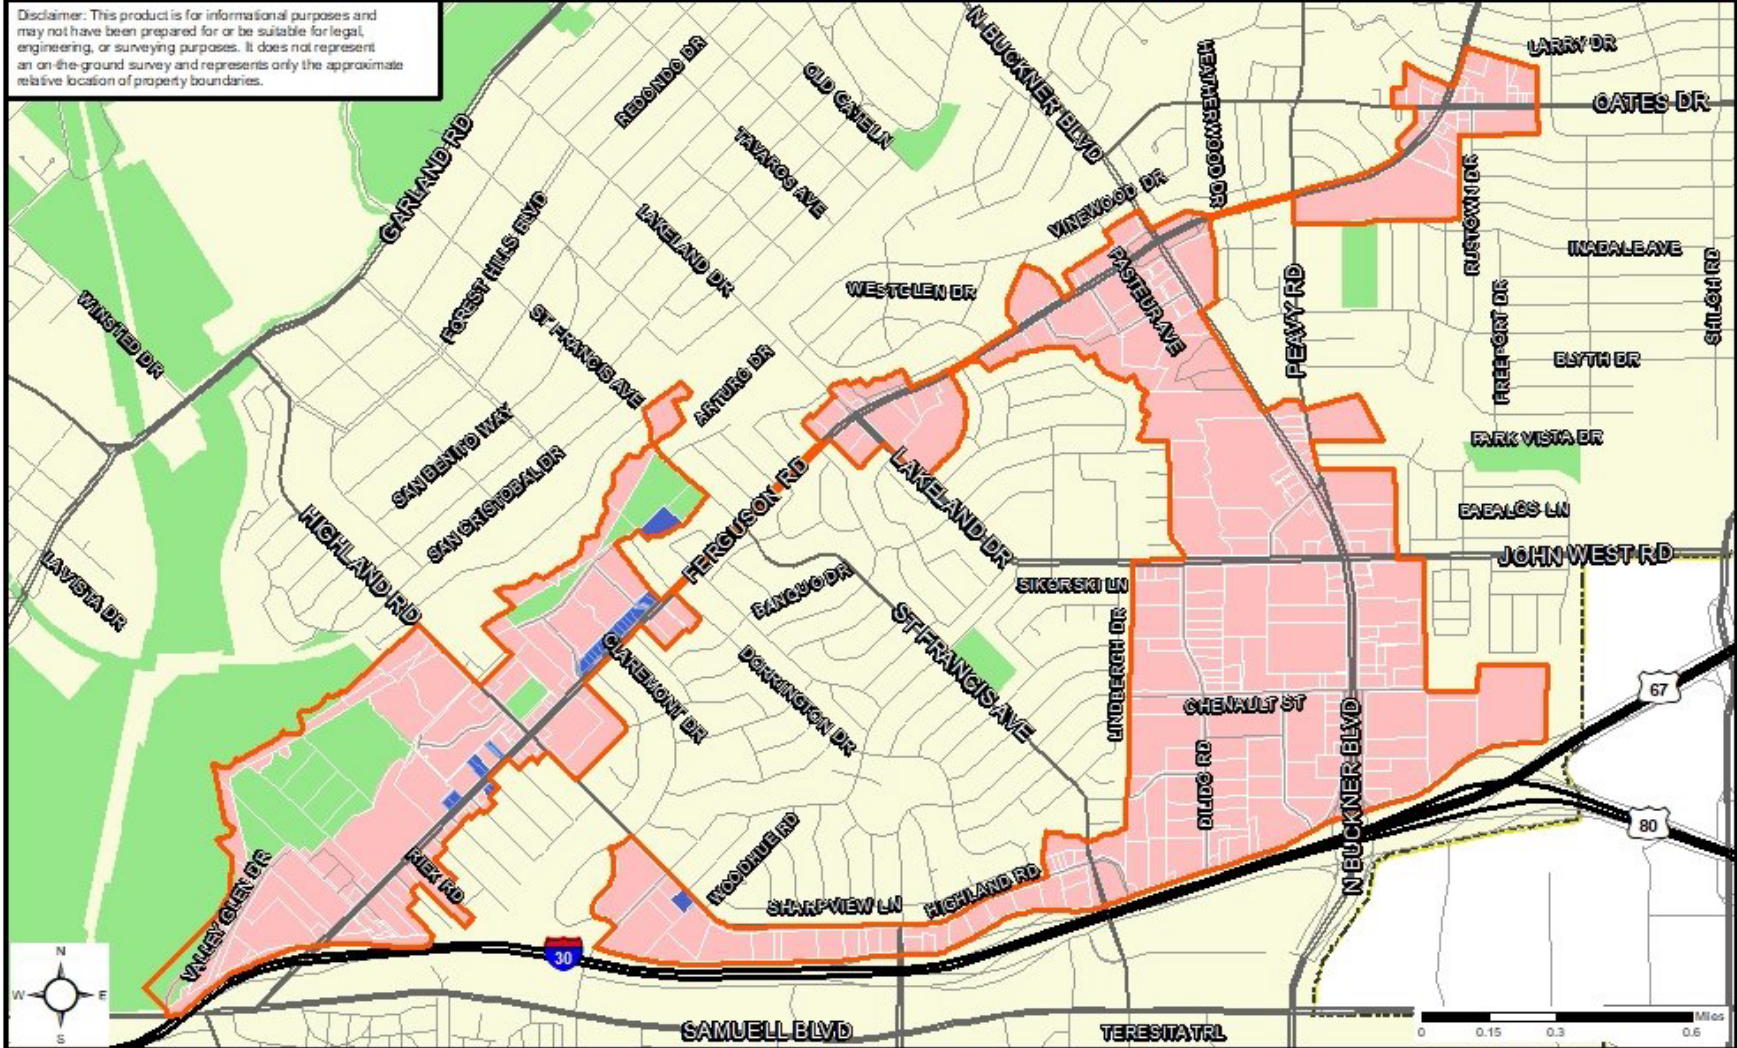 Disclaimer: This product is for informational purposes and
may not have been prepared for or be suitable for legal,
engineering, or surveying purposes. It does not represent
an on-the-ground survey and represents only the approximate
relative location of property boundaries.
N BUCKNER BLVD
HEATHERWOOD DR
LARRY DR
OATES DR
REDONDO DR
OLD GATE LN
TAVAROS AVE
GARLAND RD
VINEWOOD DR
RUSTOWN DR
FOREST HILLS BLVD
LAKELAND DR
INADALE AVE
SHILOH RD
WESTGLEN DR
PASTEUR AVE
PEAVY RD
FREEPORT DR
WINSTED DR
ST FRANCIS AVE
ARTURO DR
BLYTH DR
SAN BENITO WAY
SAN CRISTOBAL DR
PARK VISTA DR
LAKELAND DR
FERGUSON RD
HIGHLAND RD
BABALOS LN
JOHN WEST RD
LA VISTA DR
BANQUO DR
SIKORSKI LN
ST FRANCIS AVE
LINDBERGH DR
CLAREMONT DR
DORRINGTON DR
CHENAULT ST
67
DILIDO RD
N BUCKNER BLVD
80
WOODHUE RD
RIEK RD
VALLEY GLEN DR
SHARPVIEW LN
HIGHLAND RD
30
N
W E
S
SAMUELL BLVD
TERESITA TRL
Miles
0 0.15 0.3 0.6